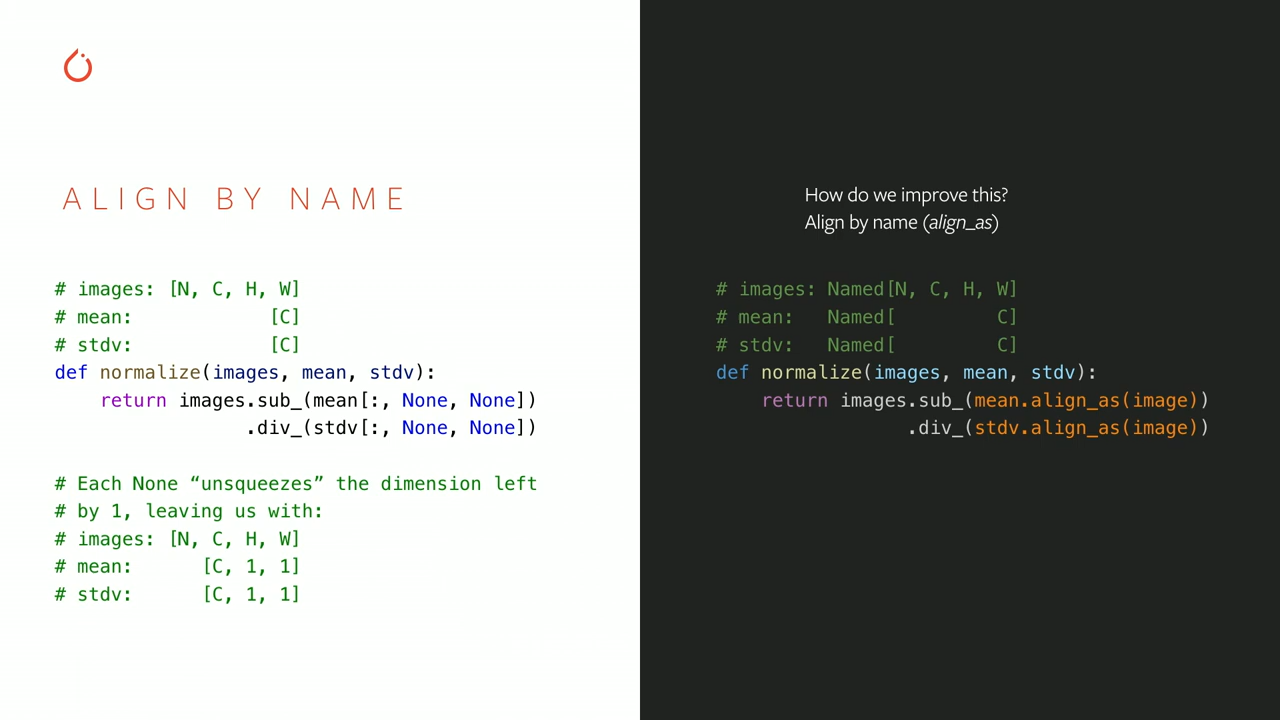 ALIGN BY NAME
# images: [N, C, H, W]
# mean:            [C]
# stdv:            [C]
def normalize(images, mean, stdv):
    return images.sub_(mean[:, None, None])
                 .div_(stdv[:, None, None])
# Each None “unsqueezes” the dimension left
# by 1, leaving us with:
# images: [N, C, H, W]
# mean:      [C, 1, 1]
# stdv:      [C, 1, 1]
How do we improve this?
Align by name (align_as)
# images: Named[N, C, H, W]
# mean:   Named[         C]
# stdv:   Named[         C]
def normalize(images, mean, stdv):
    return images.sub_(mean.align_as(image))
                 .div_(stdv.align_as(image))